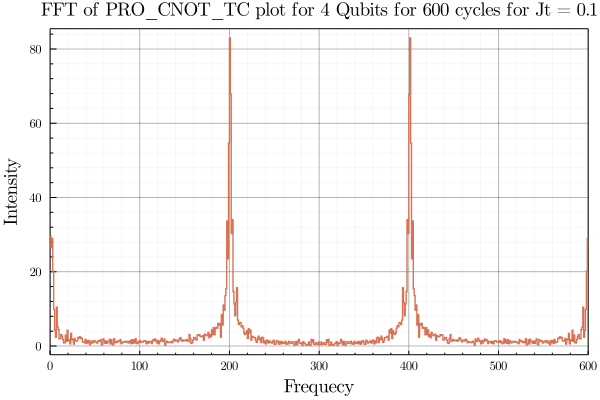 FFT of PRO_CNOT_TC plot for 4 Qubits for 600 cycles for Jt = 0.1
80
60
40
20
0
Intensity
0 100 200 300 400 500 600
Frequecy